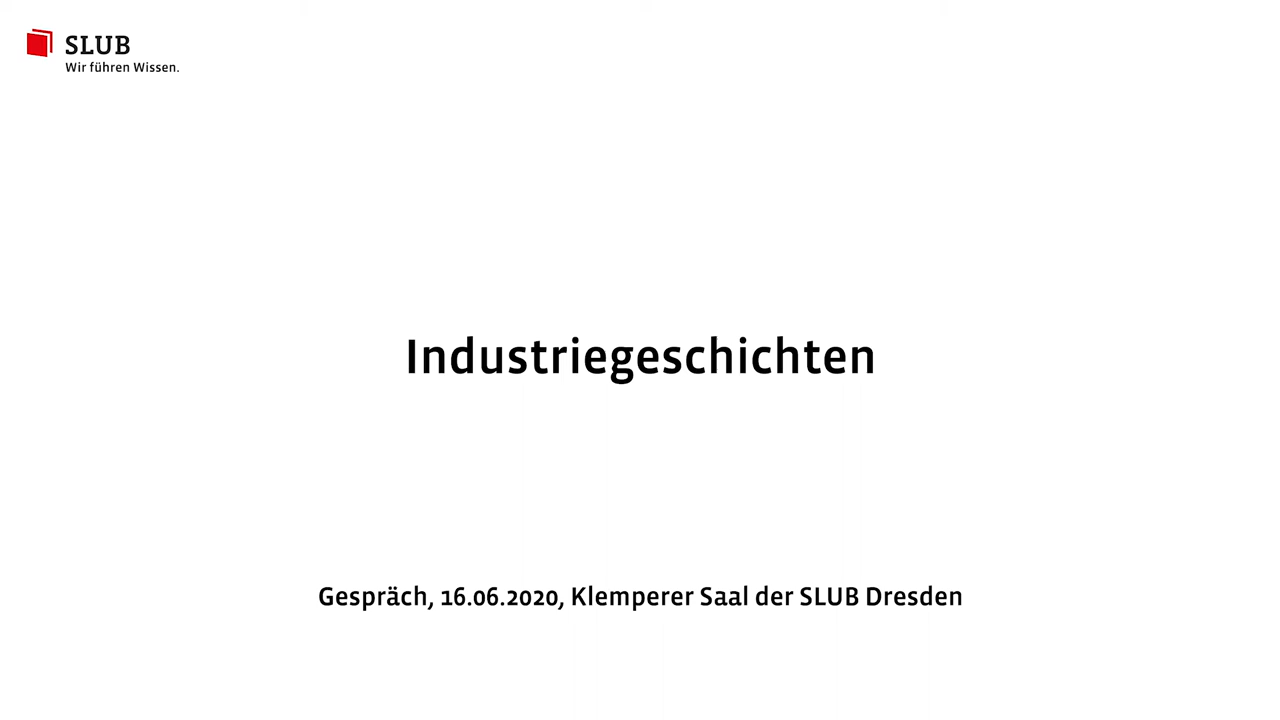 SLUB
Wir führen Wissen.
Industriegeschichten
Gespräch, 16.06.2020, Klemperer Saal der SLUB Dresden